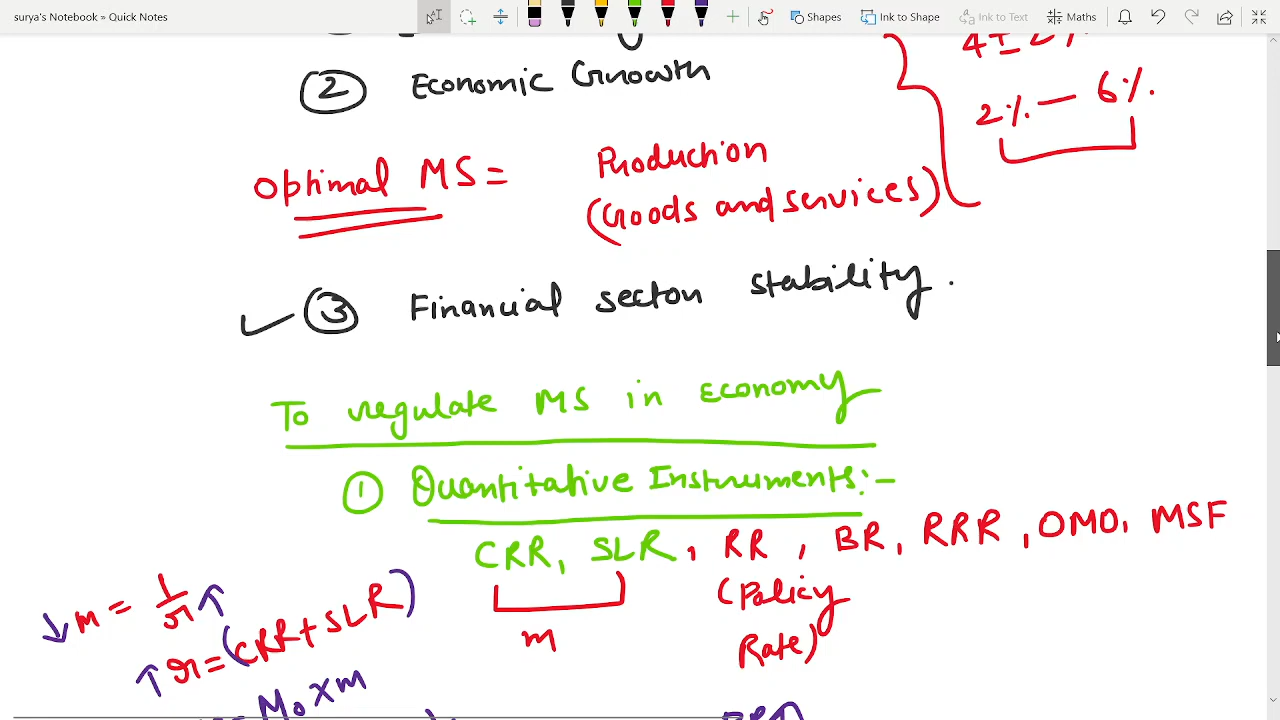 surya's Notebook » Quick Notes
Shapes
Ink to Shape
Ink to Text
Maths
4± 2%
2 Economic Growth
2% — 6%.
Optimal MS = Production
(Goods and services)
3 Financial sector stability.
To regulate MS in economy
1 Quantitative Instruments:-
CRR, SLR, RR, BR, RRR, OMO, MSF
m
(Policy
Rate)
↓m = 1/r↑
↑r = (CRR+SLR)
= M₀ x m